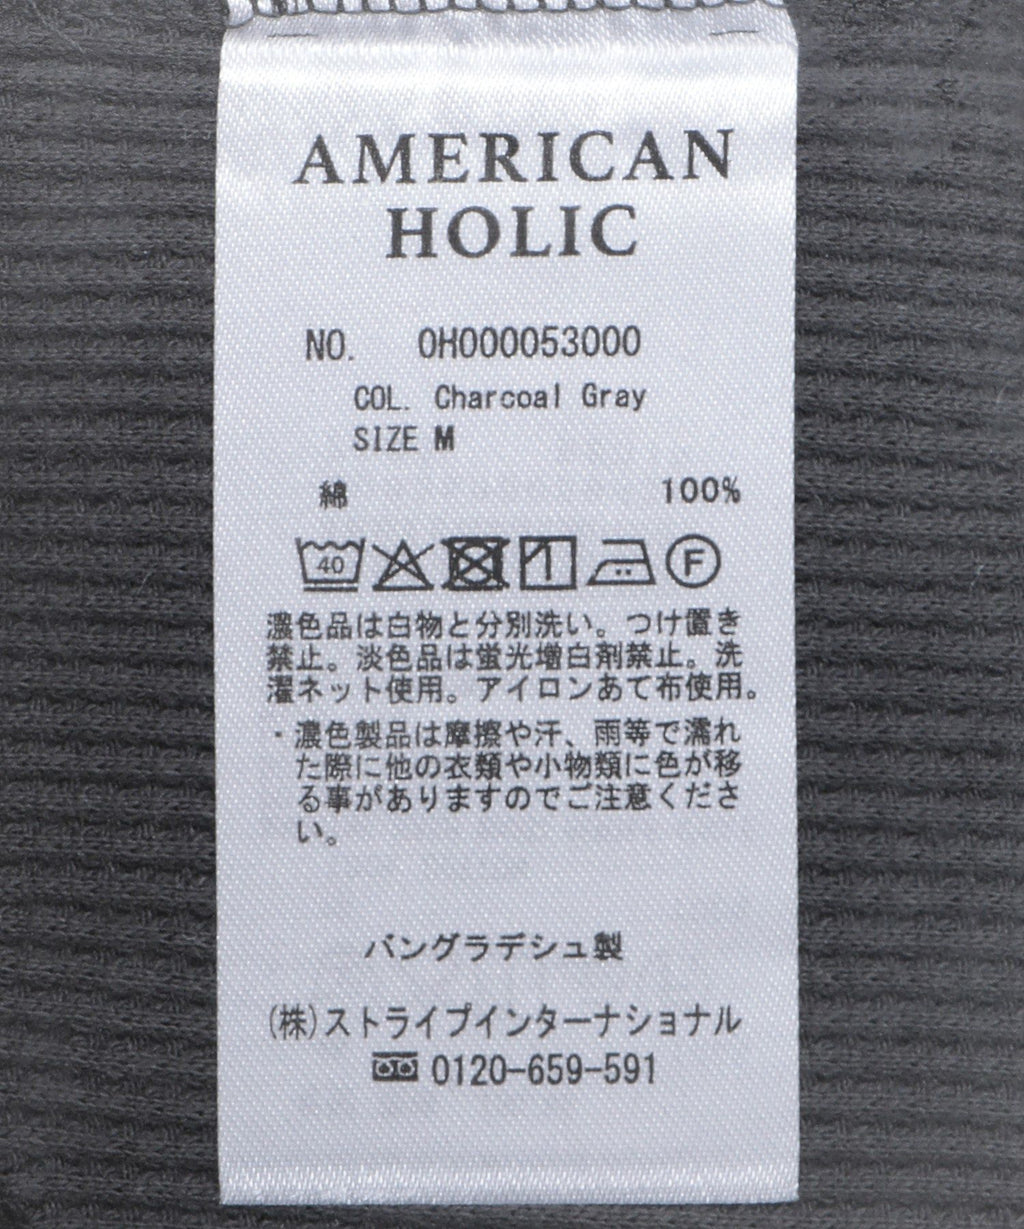 AMERICAN
HOLIC
NO. 0H000053000
COL. Charcoal Gray
SIZE M
綿 100%
40 F
濃色品は白物と分別洗い。つけ置き
禁止。淡色品は蛍光増白剤禁止。洗
濯ネット使用。アイロンあて布使用。
・濃色製品は摩擦や汗、雨等で濡れ
た際に他の衣類や小物類に色が移
る事がありますのでご注意くださ
い。
バングラデシュ製
(株)ストライプインターナショナル
0120-659-591